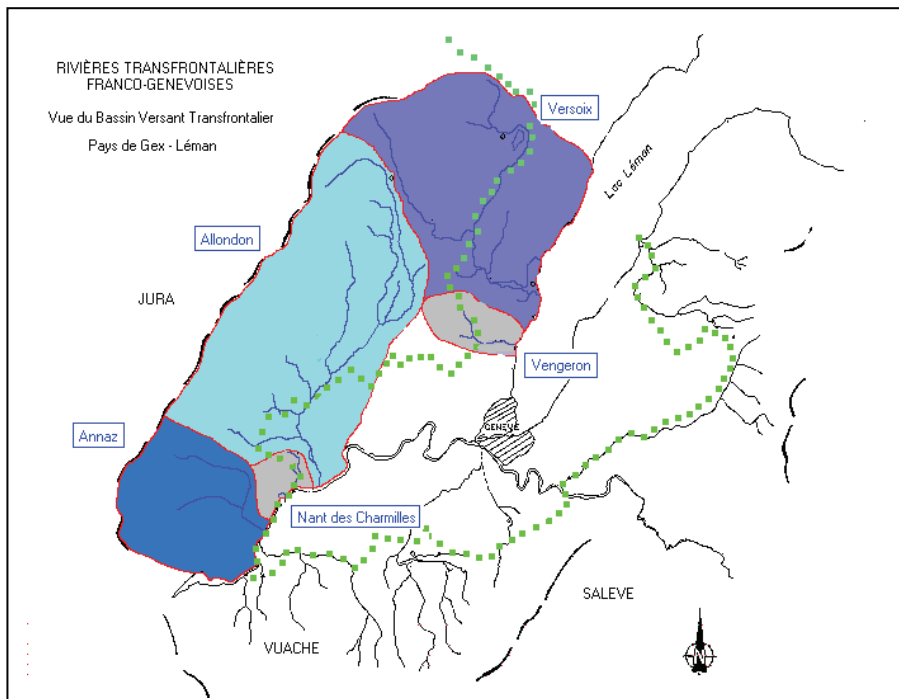 RIVIÈRES TRANSFRONTALIÈRES
FRANCO-GENEVOISES
Vue du Bassin Versant Transfrontalier
Pays de Gex - Léman
Versoix
Lac Léman
Allondon
JURA
Vengeron
Annaz
GENEVE
Nant des Charmilles
SALEVE
VUACHE
N